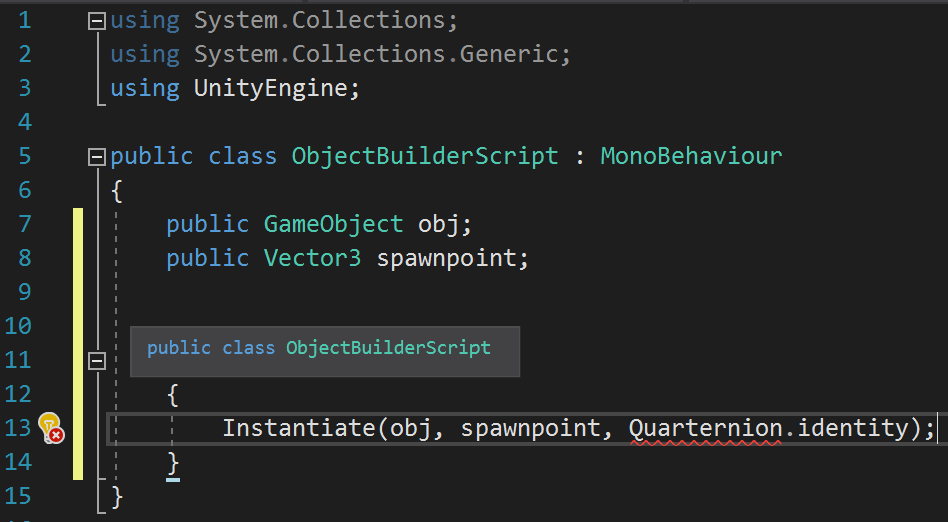 1 using System.Collections;
2 using System.Collections.Generic;
3 using UnityEngine;
4
5 public class ObjectBuilderScript : MonoBehaviour
6 {
7 public GameObject obj;
8 public Vector3 spawnpoint;
9
10
public class ObjectBuilderScript
11
12 {
13 Instantiate(obj, spawnpoint, Quarternion.identity);
14 }
15 }